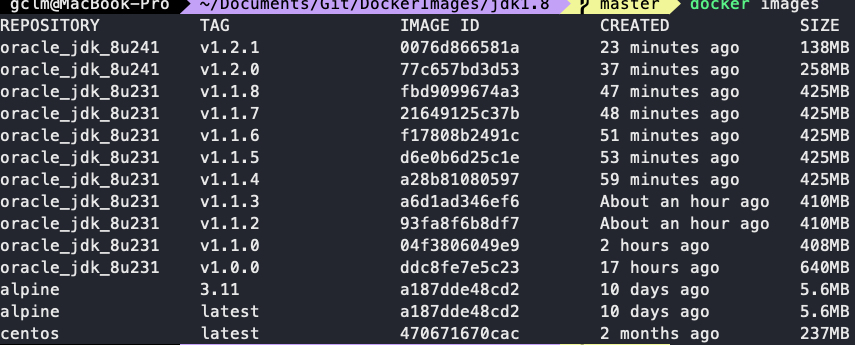 gclm@MacBook-Pro ~/Documents/Git/DockerImages/jdk1.8 master docker images
REPOSITORY TAG IMAGE ID CREATED SIZE
oracle_jdk_8u241 v1.2.1 0076d866581a 23 minutes ago 138MB
oracle_jdk_8u241 v1.2.0 77c657bd3d53 37 minutes ago 258MB
oracle_jdk_8u231 v1.1.8 fbd9099674a3 47 minutes ago 425MB
oracle_jdk_8u231 v1.1.7 21649125c37b 48 minutes ago 425MB
oracle_jdk_8u231 v1.1.6 f17808b2491c 51 minutes ago 425MB
oracle_jdk_8u231 v1.1.5 d6e0b6d25c1e 53 minutes ago 425MB
oracle_jdk_8u231 v1.1.4 a28b81080597 59 minutes ago 425MB
oracle_jdk_8u231 v1.1.3 a6d1ad346ef6 About an hour ago 410MB
oracle_jdk_8u231 v1.1.2 93fa8f6b8df7 About an hour ago 410MB
oracle_jdk_8u231 v1.1.0 04f3806049e9 2 hours ago 408MB
oracle_jdk_8u231 v1.0.0 ddc8fe7e5c23 17 hours ago 640MB
alpine 3.11 a187dde48cd2 10 days ago 5.6MB
alpine latest a187dde48cd2 10 days ago 5.6MB
centos latest 470671670cac 2 months ago 237MB